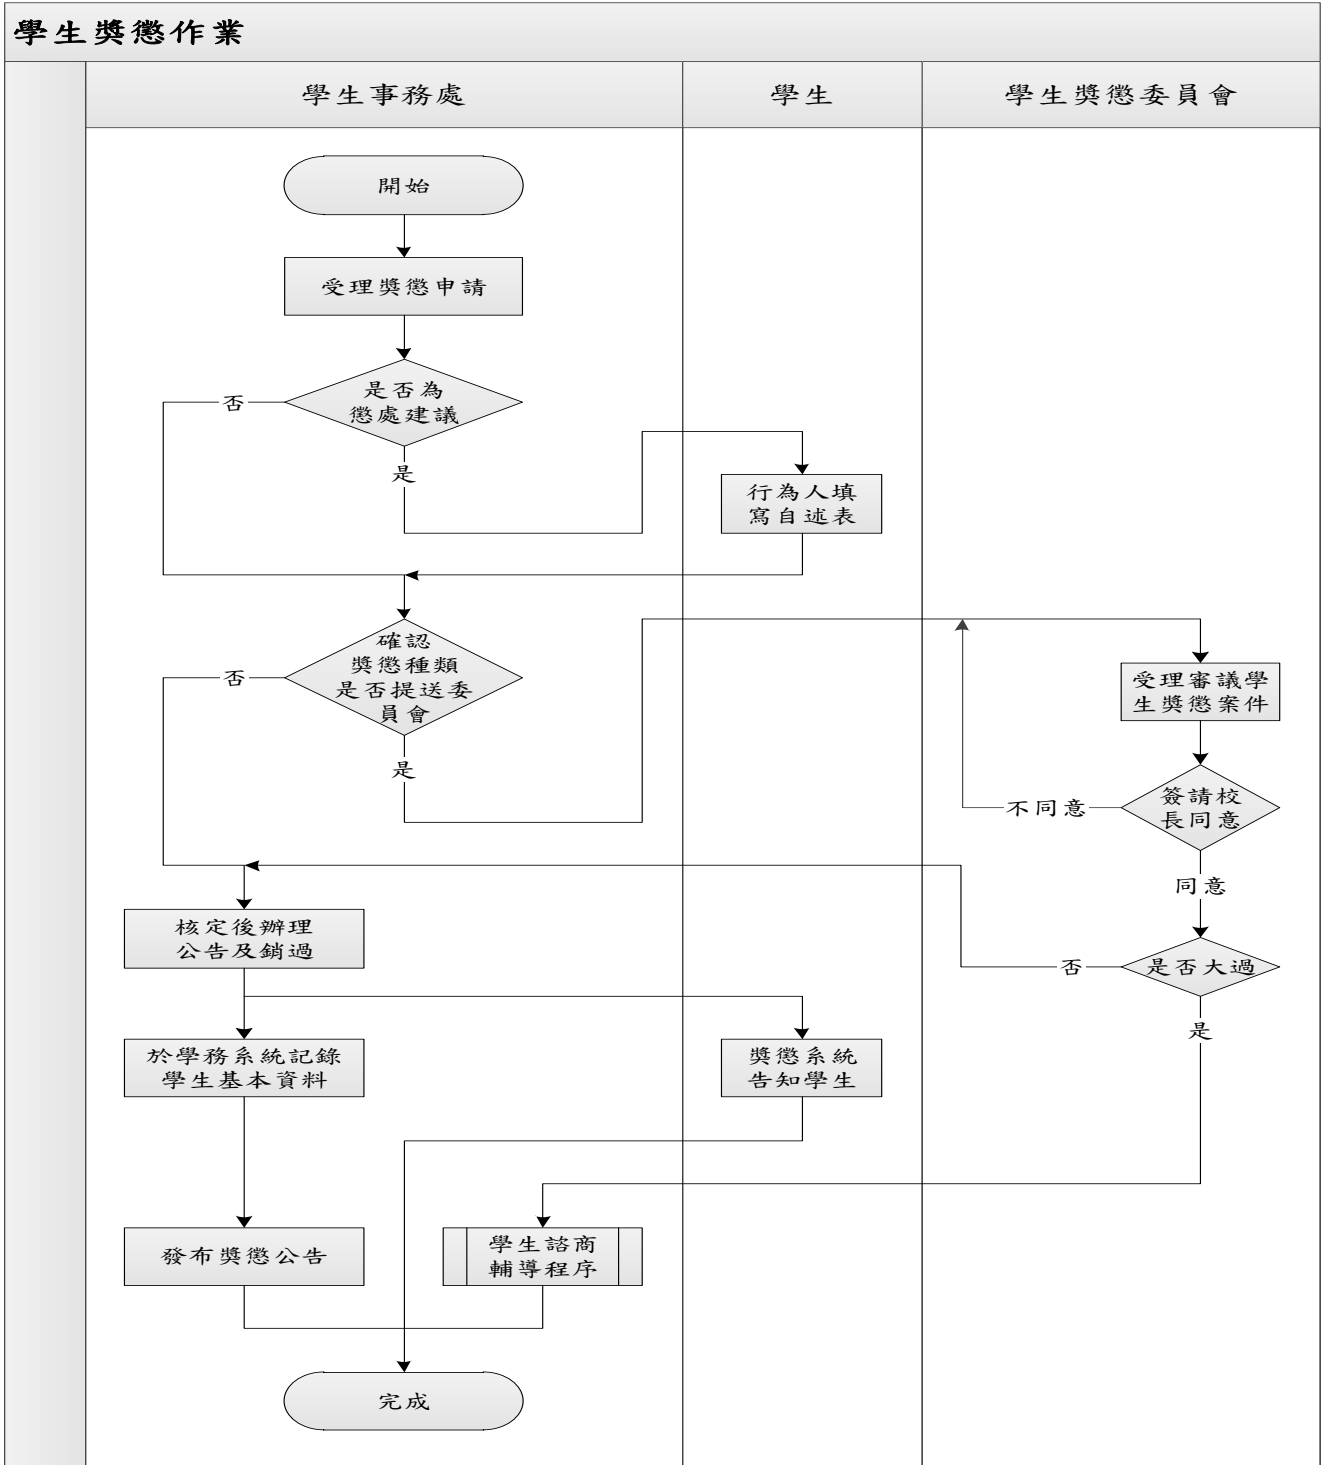 學生獎懲作業
學生事務處
學生
學生獎懲委員會
開始
受理獎懲申請
是否為
懲處建議
否
是
行為人填
寫自述表
確認
獎懲種類
是否提送委
員會
否
是
受理審議學
生獎懲案件
簽請校
長同意
不同意
同意
是否大過
否
是
核定後辦理
公告及銷過
於學務系統記錄
學生基本資料
獎懲系統
告知學生
發布獎懲公告
學生諮商
輔導程序
完成